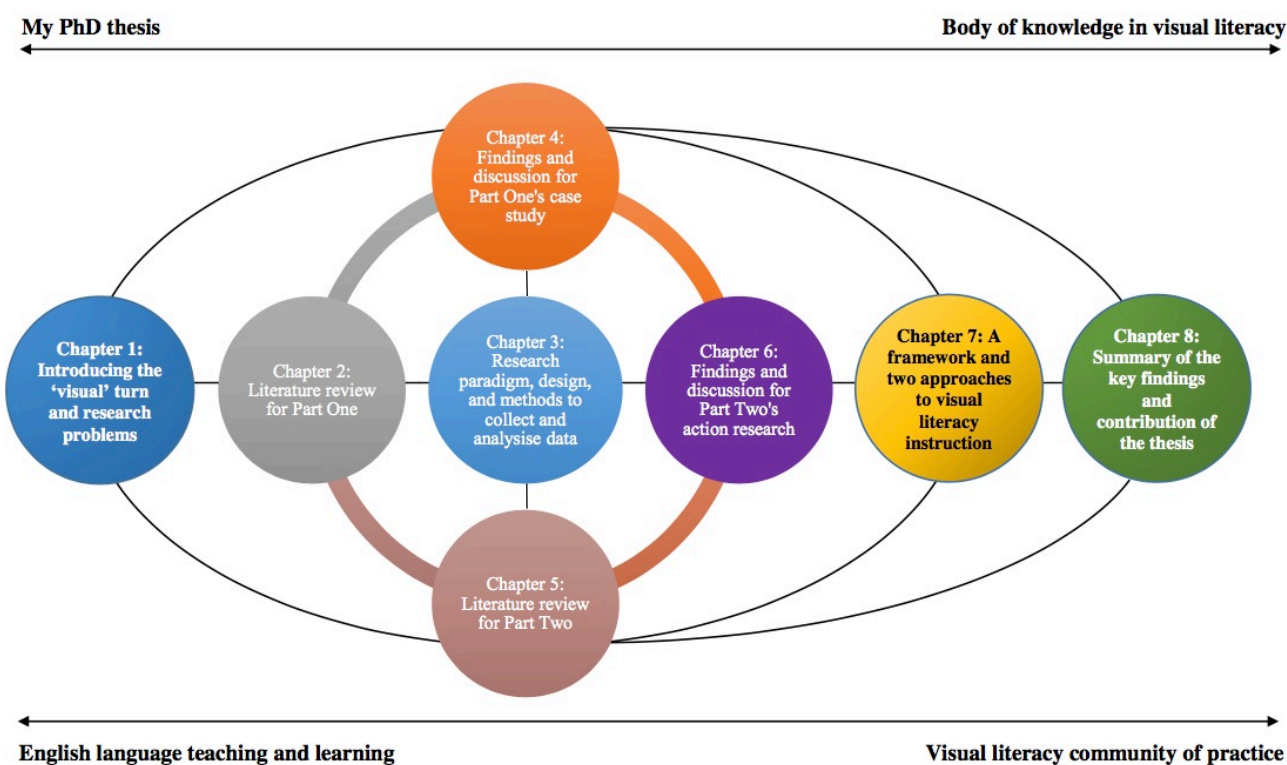 My PhD thesis
Body of knowledge in visual literacy
Chapter 4:
Findings and
discussion for
Part One's case
study
Chapter 1:
Introducing the
‘visual’ turn
and research
problems
Chapter 2:
Literature review
for Part One
Chapter 3:
Research
paradigm, design,
and methods to
collect and
analysise data
Chapter 6:
Findings and
discussion for
Part Two's
action research
Chapter 7: A
framework and
two approaches
to visual
literacy
instruction
Chapter 8:
Summary of the
key findings
and
contribution of
the thesis
Chapter 5:
Literature review
for Part Two
English language teaching and learning
Visual literacy community of practice